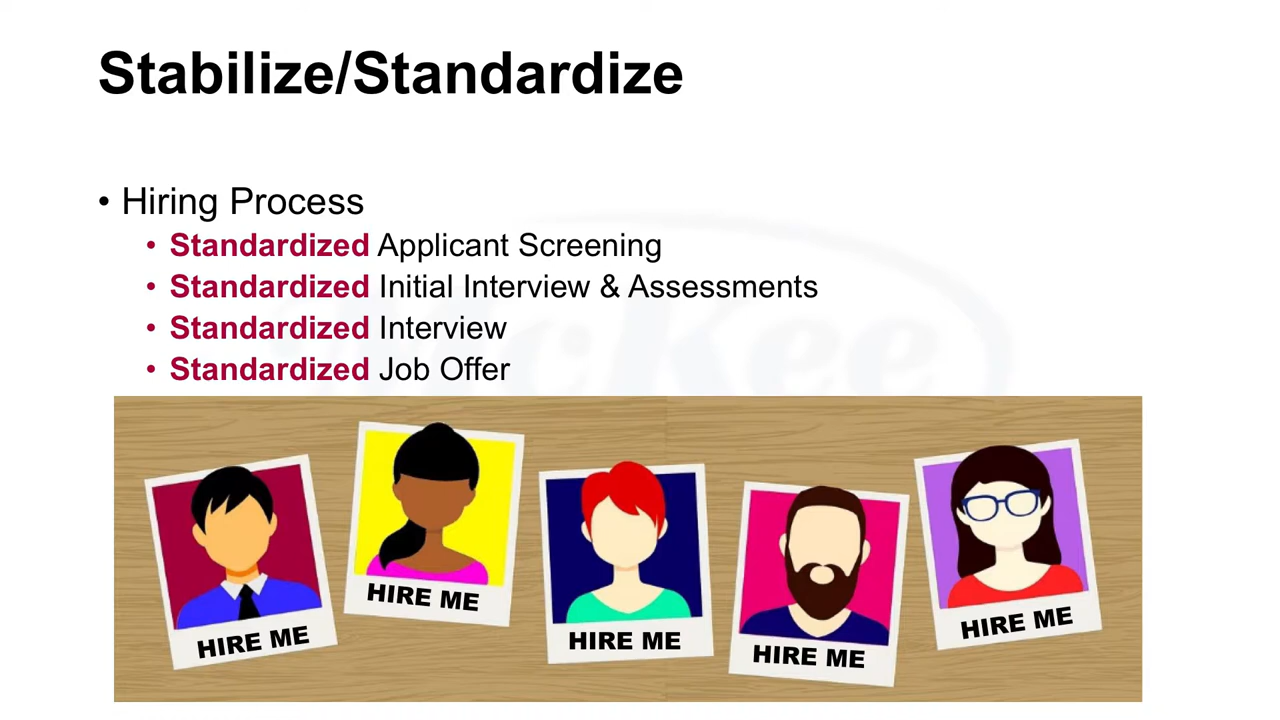 Stabilize/Standardize
• Hiring Process
• Standardized Applicant Screening
• Standardized Initial Interview & Assessments
• Standardized Interview
• Standardized Job Offer
McKee
HIRE ME
HIRE ME
HIRE ME
HIRE ME
HIRE ME